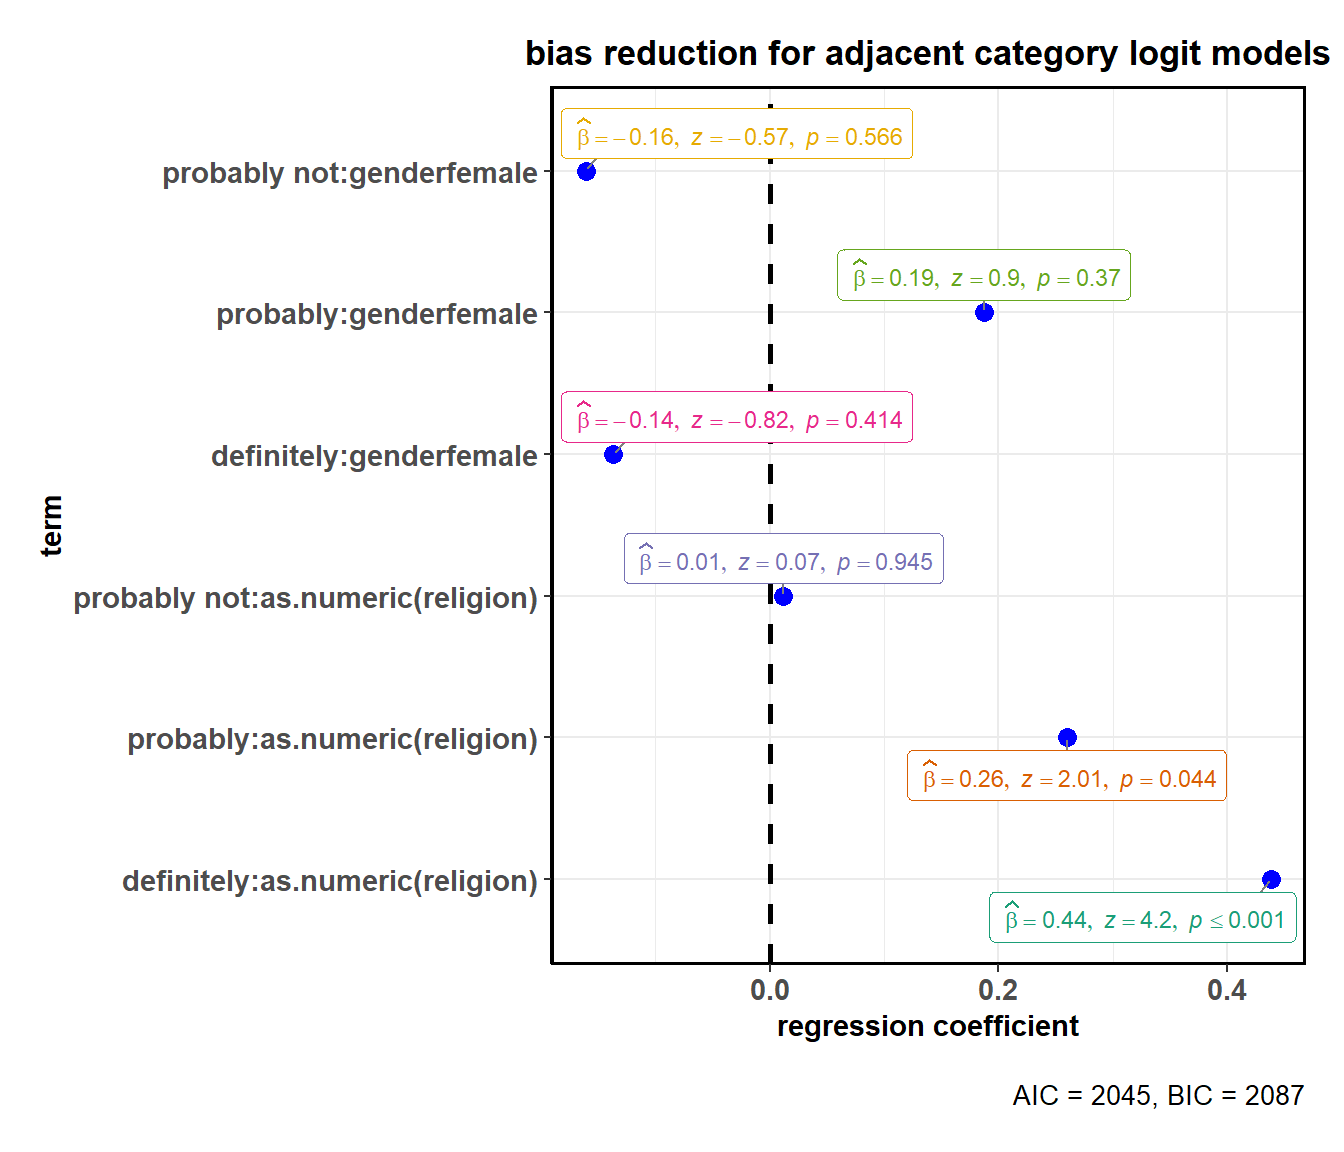 bias reduction for adjacent category logit models
β̂ = −0.16, z = −0.57, p = 0.566
probably not:genderfemale
β̂ = 0.19, z = 0.9, p = 0.37
probably:genderfemale
β̂ = −0.14, z = −0.82, p = 0.414
definitely:genderfemale
term
β̂ = 0.01, z = 0.07, p = 0.945
probably not:as.numeric(religion)
probably:as.numeric(religion)
β̂ = 0.26, z = 2.01, p = 0.044
definitely:as.numeric(religion)
β̂ = 0.44, z = 4.2, p ≤ 0.001
0.0 0.2 0.4
regression coefficient
AIC = 2045, BIC = 2087